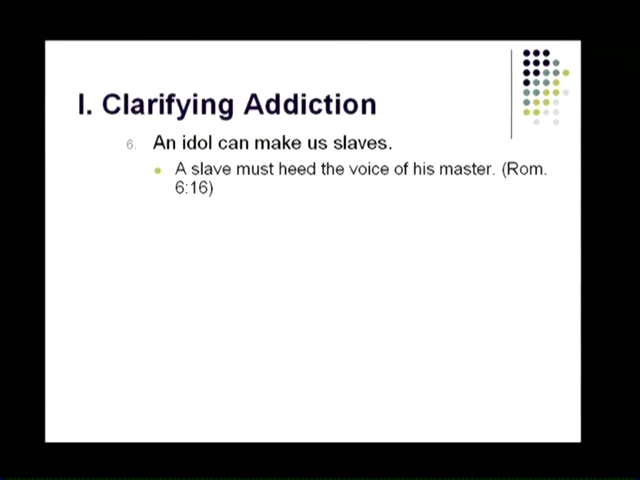 I. Clarifying Addiction
6. An idol can make us slaves.
A slave must heed the voice of his master. (Rom.
6:16)